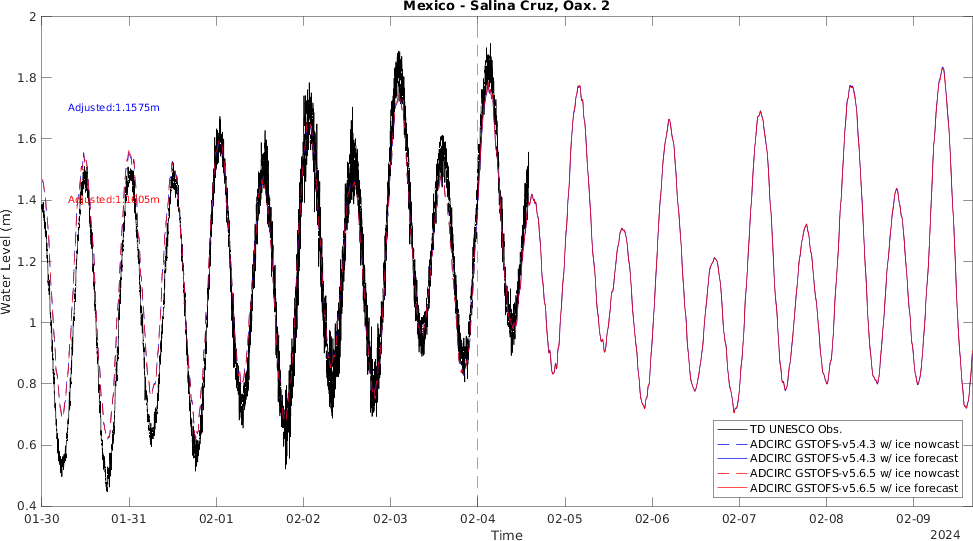 Mexico - Salina Cruz, Oax. 2
2
1.8
1.6
1.4
1.2
1
0.8
0.6
0.4
Water Level (m)
Adjusted:1.1575m
Adjusted:1.1605m
TD UNESCO Obs.
ADCIRC GSTOFS-v5.4.3 w/ ice nowcast
ADCIRC GSTOFS-v5.4.3 w/ ice forecast
ADCIRC GSTOFS-v5.6.5 w/ ice nowcast
ADCIRC GSTOFS-v5.6.5 w/ ice forecast
01-30 01-31 02-01 02-02 02-03 02-04 02-05 02-06 02-07 02-08 02-09
Time
2024